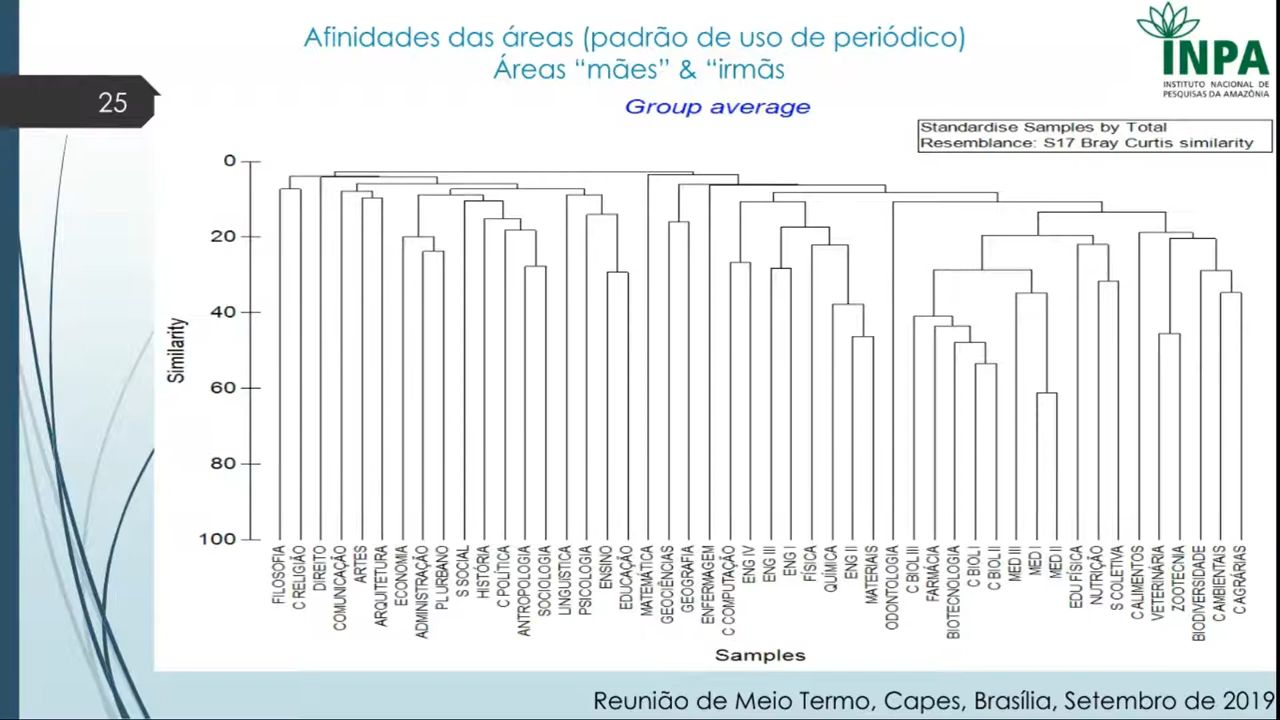 Afinidades das áreas (padrão de uso de periódico)
Áreas “mães” & “irmãs
INPA
INSTITUTO NACIONAL DE
PESQUISAS DA AMAZÔNIA
25
Group average
Standardise Samples by Total
Resemblance: S17 Bray Curtis similarity
0
20
40
60
80
100
Similarity
FILOSOFIA
C RELIGIÃO
DIREITO
COMUNICAÇÃO
ARTES
ARQUITETURA
ECONOMIA
ADMINISTRAÇÃO
PLURBANO
S SOCIAL
HISTÓRIA
C POLÍTICA
ANTROPOLOGIA
SOCIOLOGIA
LINGUISTICA
PSICOLOGIA
ENSINO
EDUCAÇÃO
MATEMÁTICA
GEOCIÊNCIAS
GEOGRAFIA
ENFERMAGEM
C COMPUTAÇÃO
ENG IV
ENG III
ENG I
FÍSICA
QUÍMICA
ENG II
MATERIAIS
ODONTOLOGIA
C BIOL III
FARMÁCIA
BIOTECNOLOGIA
C BIOL I
C BIOL II
MED III
MED I
MED II
EDU FÍSICA
NUTRIÇÃO
S COLETIVA
C ALIMENTOS
VETERINÁRIA
ZOOTECNIA
BIODIVERSIDADE
C AMBIENTAIS
C AGRÁRIAS
Samples
Reunião de Meio Termo, Capes, Brasília, Setembro de 2019